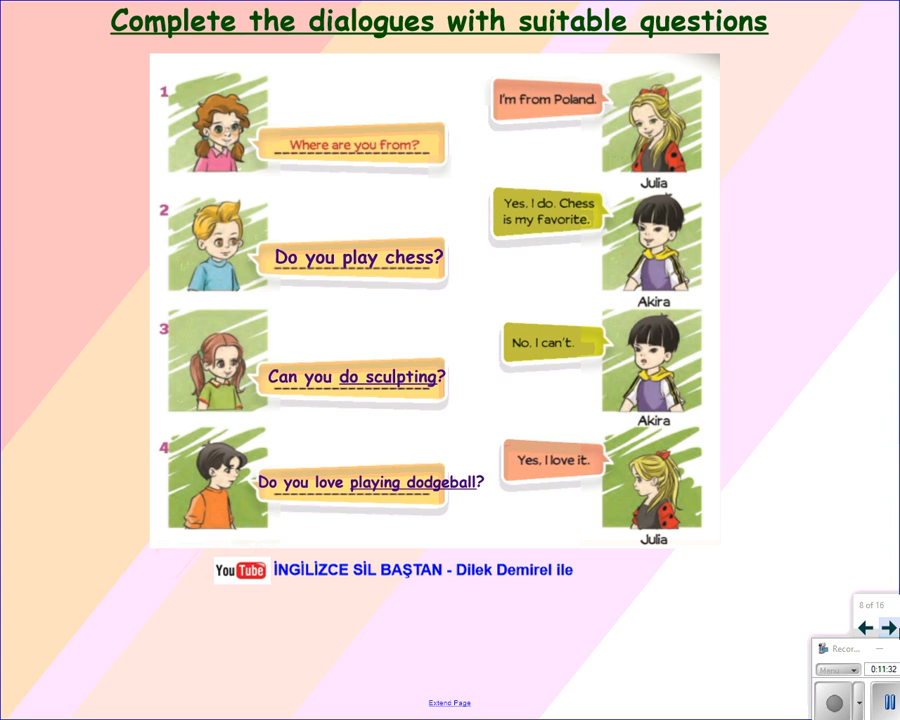 Complete the dialogues with suitable questions
1
I'm from Poland.
Where are you from?
Julia
2
Yes, I do. Chess
is my favorite.
Do you play chess?
Akira
3
No, I can't.
Can you do sculpting?
Akira
4
Yes, I love it.
Do you love playing dodgeball?
Julia
YouTube İNGİLİZCE SİL BAŞTAN - Dilek Demirel ile
8 of 16
Recor...
Menu
0:11:32
Extend Page